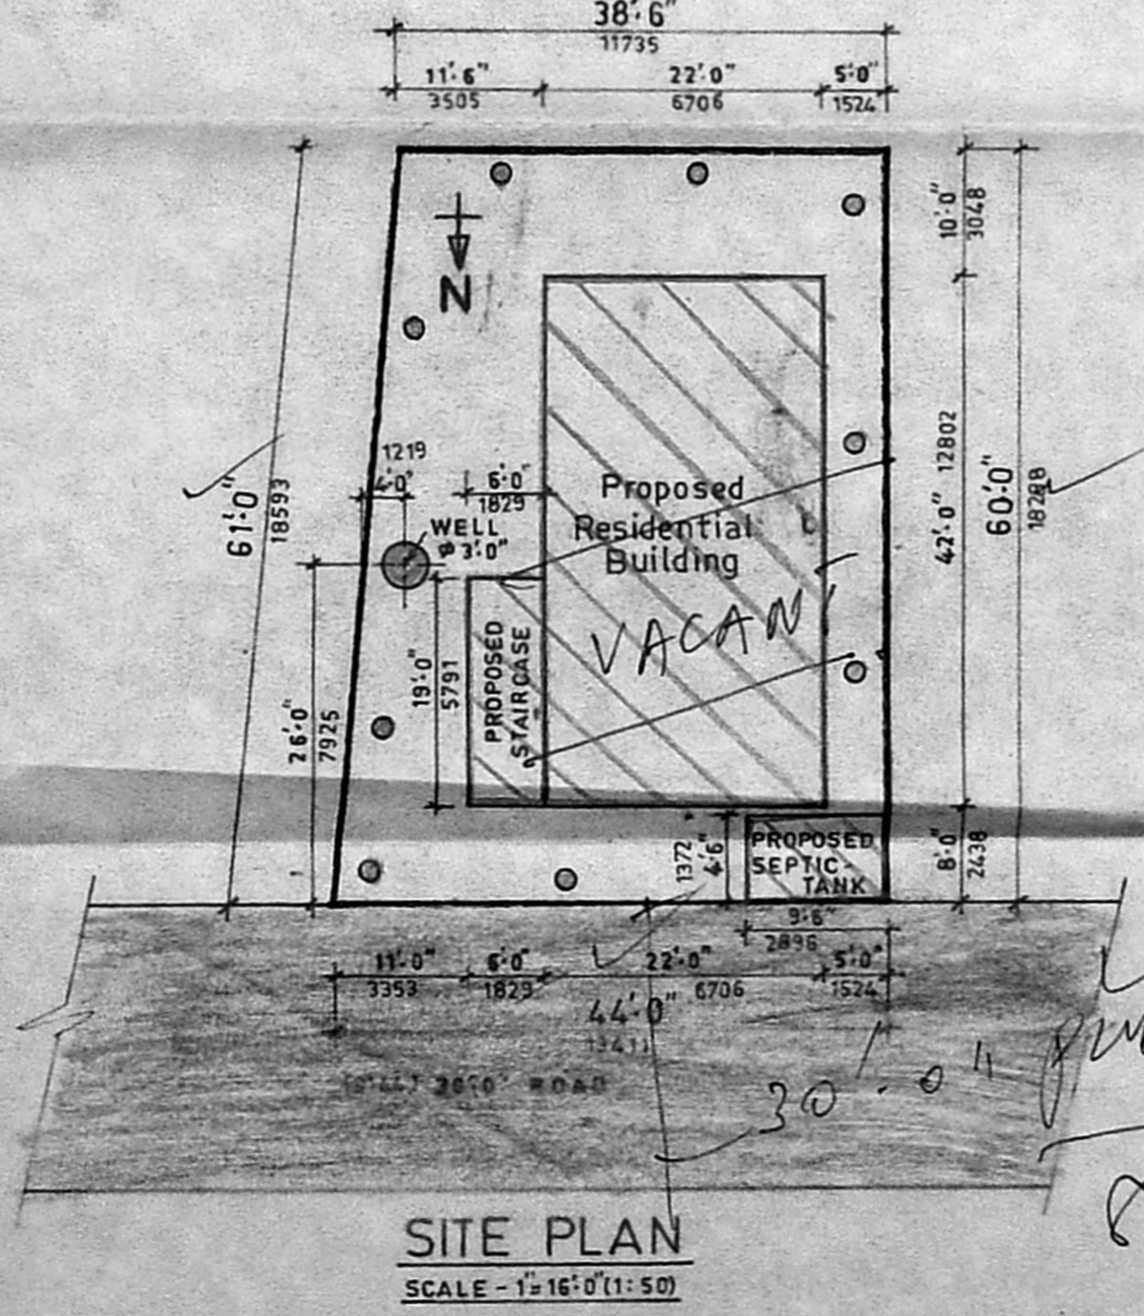 38'-6"
11735
11'-6" 22'-0" 5'-0"
3505 6706 1524
10'-0"
3048
N
61'-0"
18593
1219
4'-0"
6'-0"
1829
WELL
ø 3'-0"
Proposed
Residential
Building
VACANT
42'-0" 12802
60'-0"
18288
PROPOSED
STAIRCASE
19'-0"
5791
26'-0"
7925
1372
4'-6"
PROPOSED
SEPTIC-
TANK
8'-0"
2438
9'-6"
2896
11'-0" 6'-0" 22'-0" 5'-0"
3353 1829 6706 1524
44'-0"
13411
30'-0" ROAD
30'-0"
SITE PLAN
SCALE - 1"=16'-0"(1:50)